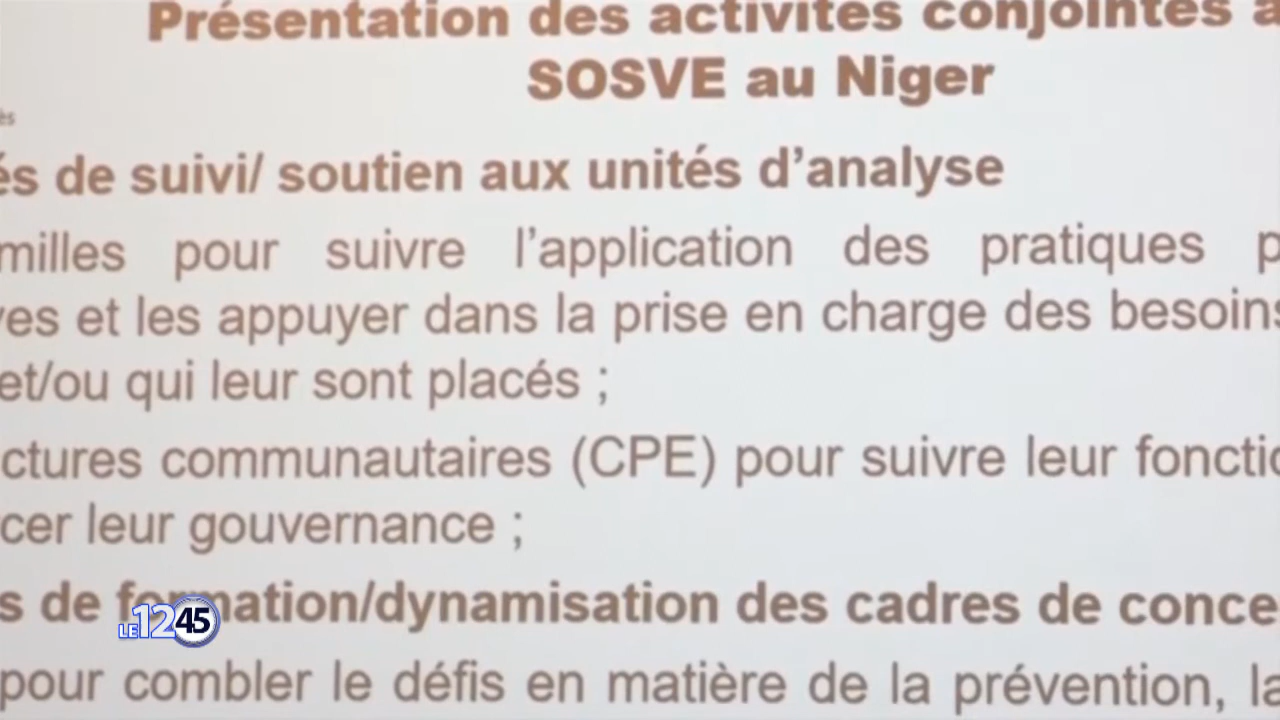 Présentation des activités conjointes a
SOSVE au Niger
ès
és de suivi/ soutien aux unités d’analyse
milles pour suivre l’application des pratiques p
ves et les appuyer dans la prise en charge des besoins
et/ou qui leur sont placés ;
ctures communautaires (CPE) pour suivre leur fonctio
cer leur gouvernance ;
s de formation/dynamisation des cadres de conce
LE 12 45
pour combler le défis en matière de la prévention, la